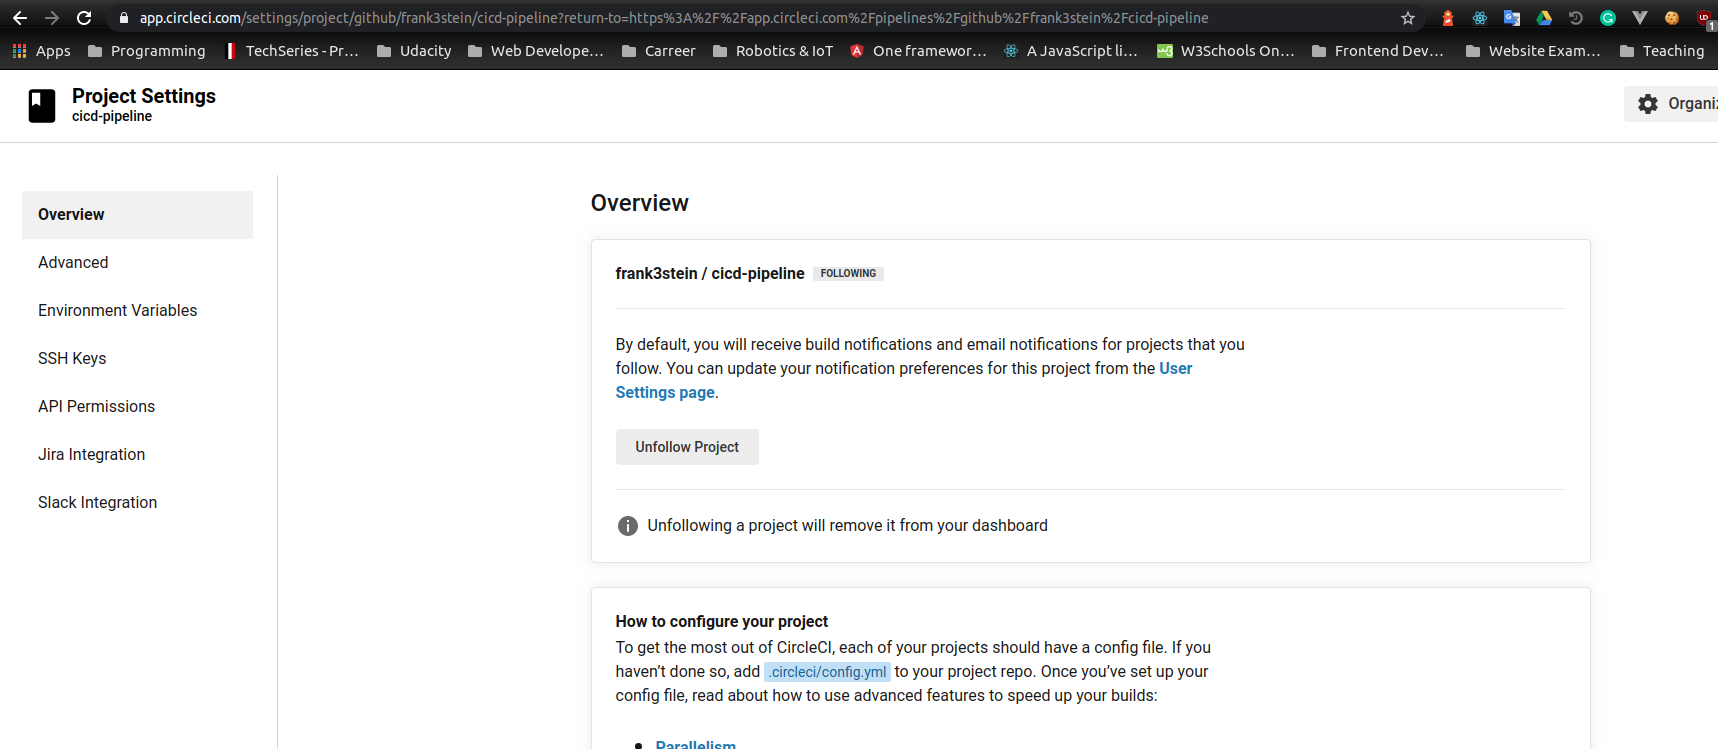 app.circleci.com/settings/project/github/frank3stein/cicd-pipeline?return-to=https%3A%2F%2Fapp.circleci.com%2Fpipelines%2Fgithub%2Ffrank3stein%2Fcicd-pipeline
Apps Programming TechSeries - Pr... Udacity Web Develope... Carreer Robotics & IoT One framewor... A JavaScript li... W3Schools On... Frontend Dev... Website Exam... Teaching
Project Settings
cicd-pipeline
Organiz
Overview
Advanced
Environment Variables
SSH Keys
API Permissions
Jira Integration
Slack Integration
Overview
frank3stein / cicd-pipeline FOLLOWING
By default, you will receive build notifications and email notifications for projects that you
follow. You can update your notification preferences for this project from the User
Settings page.
Unfollow Project
Unfollowing a project will remove it from your dashboard
How to configure your project
To get the most out of CircleCI, each of your projects should have a config file. If you
haven’t done so, add .circleci/config.yml to your project repo. Once you’ve set up your
config file, read about how to use advanced features to speed up your builds:
Parallelism